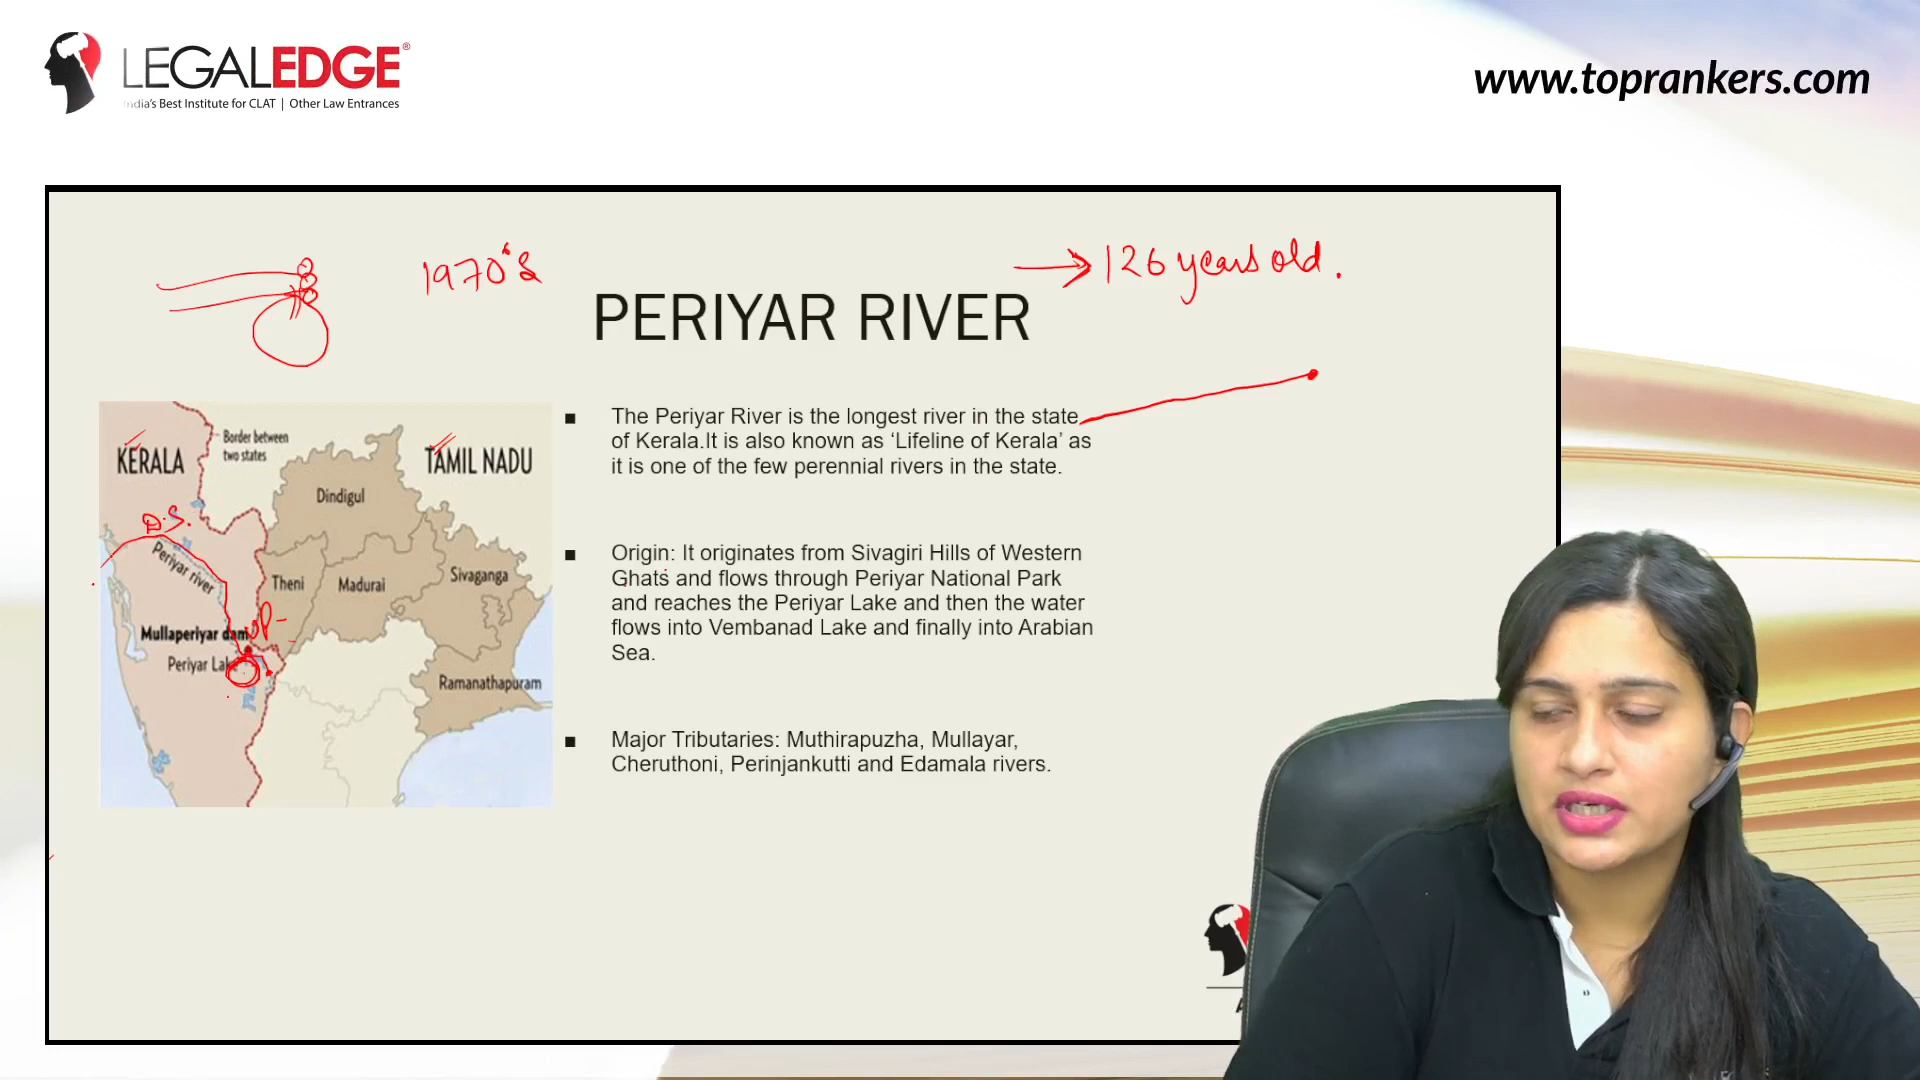 LEGALEDGE®
India's Best Institute for CLAT | Other Law Entrances
www.toprankers.com
1970's
→ 126 years old.
PERIYAR RIVER
▪ The Periyar River is the longest river in the state
of Kerala.It is also known as ‘Lifeline of Kerala’ as
it is one of the few perennial rivers in the state.
▪ Origin: It originates from Sivagiri Hills of Western
Ghats and flows through Periyar National Park
and reaches the Periyar Lake and then the water
flows into Vembanad Lake and finally into Arabian
Sea.
▪ Major Tributaries: Muthirapuzha, Mullayar,
Cheruthoni, Perinjankutti and Edamala rivers.
KERALA
Border between
two states
TAMIL NADU
Dindigul
D.S.
Periyar river
Theni
Madurai
Sivaganga
Mullaperiyar dam
Periyar Lake
Ramanathapuram